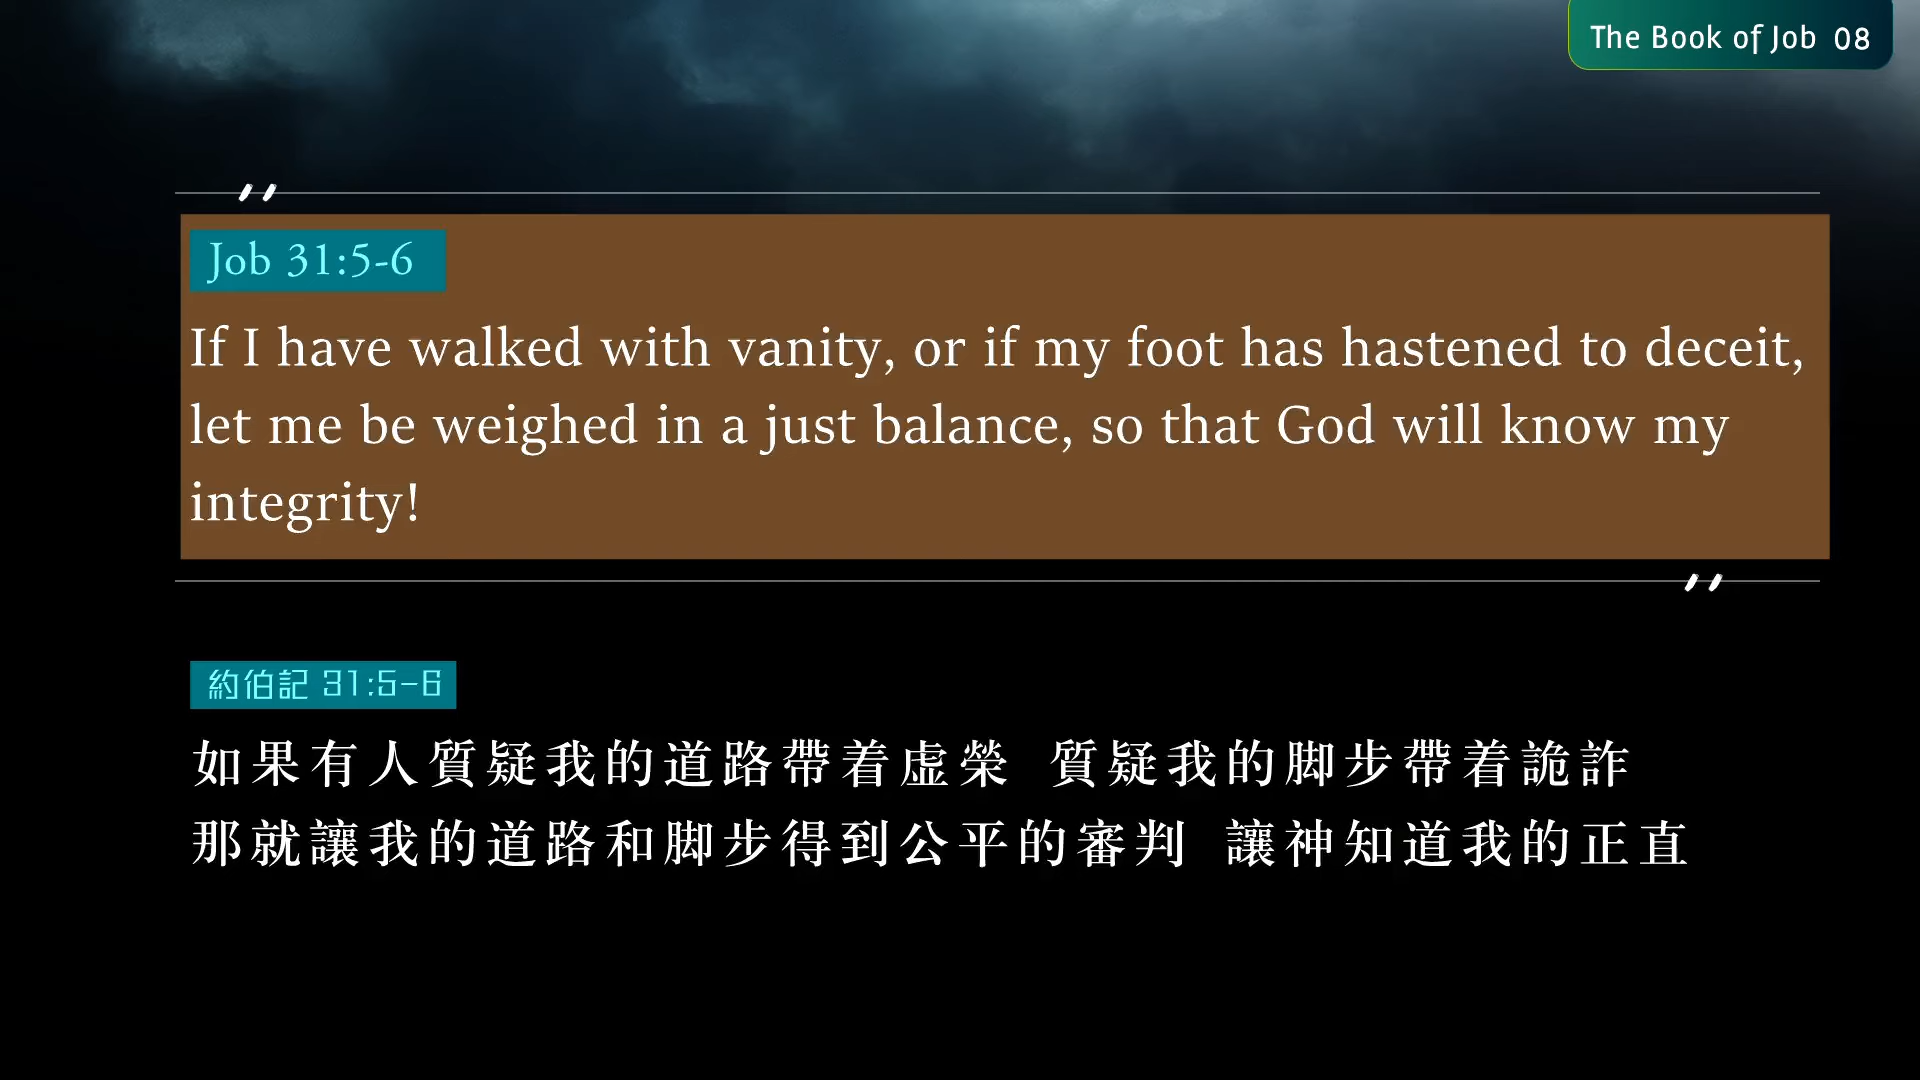 The Book of Job 08
Job 31:5-6
If I have walked with vanity, or if my foot has hastened to deceit,
let me be weighed in a just balance, so that God will know my
integrity!
約伯記 31:5-6
如果有人質疑我的道路帶着虛榮 質疑我的脚步帶着詭詐
那就讓我的道路和脚步得到公平的審判 讓神知道我的正直